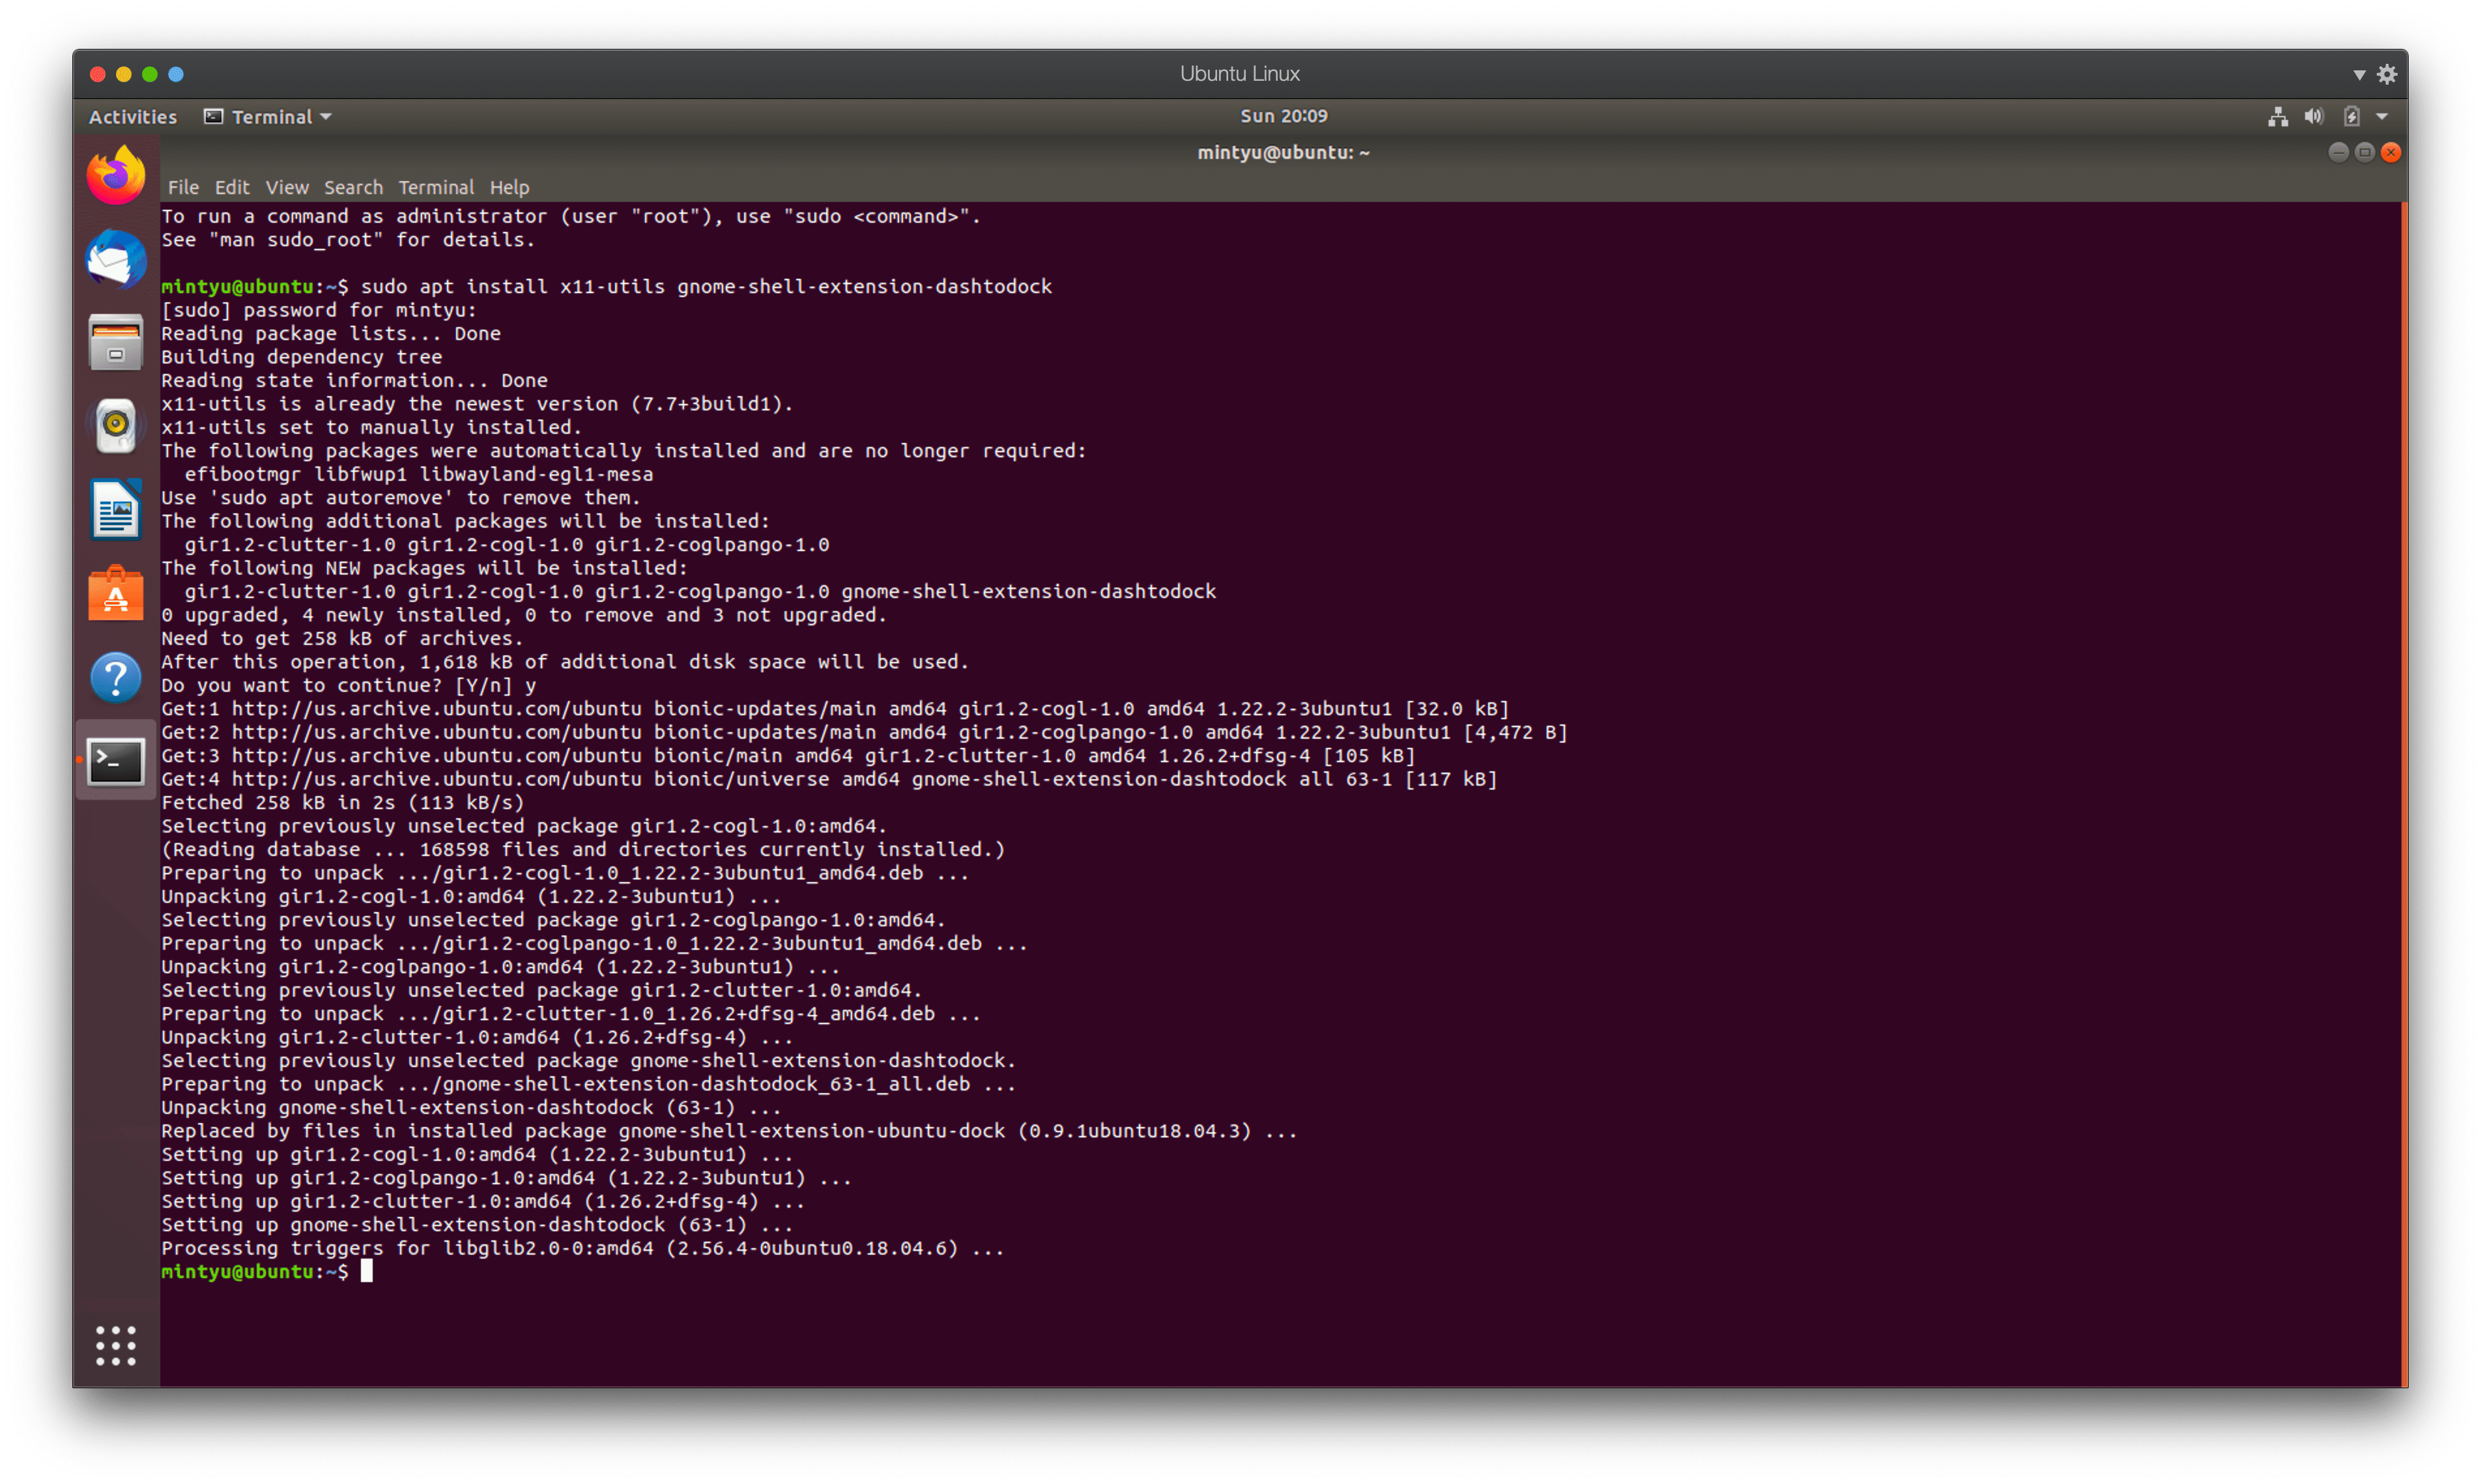 Ubuntu Linux
Activities Terminal Sun 20:09
mintyu@ubuntu: ~
File Edit View Search Terminal Help
To run a command as administrator (user "root"), use "sudo <command>".
See "man sudo_root" for details.
mintyu@ubuntu:~$ sudo apt install x11-utils gnome-shell-extension-dashtodock
[sudo] password for mintyu:
Reading package lists... Done
Building dependency tree
Reading state information... Done
x11-utils is already the newest version (7.7+3build1).
x11-utils set to manually installed.
The following packages were automatically installed and are no longer required:
  efibootmgr libfwup1 libwayland-egl1-mesa
Use 'sudo apt autoremove' to remove them.
The following additional packages will be installed:
  gir1.2-clutter-1.0 gir1.2-cogl-1.0 gir1.2-coglpango-1.0
The following NEW packages will be installed:
  gir1.2-clutter-1.0 gir1.2-cogl-1.0 gir1.2-coglpango-1.0 gnome-shell-extension-dashtodock
0 upgraded, 4 newly installed, 0 to remove and 3 not upgraded.
Need to get 258 kB of archives.
After this operation, 1,618 kB of additional disk space will be used.
Do you want to continue? [Y/n] y
Get:1 http://us.archive.ubuntu.com/ubuntu bionic-updates/main amd64 gir1.2-cogl-1.0 amd64 1.22.2-3ubuntu1 [32.0 kB]
Get:2 http://us.archive.ubuntu.com/ubuntu bionic-updates/main amd64 gir1.2-coglpango-1.0 amd64 1.22.2-3ubuntu1 [4,472 B]
Get:3 http://us.archive.ubuntu.com/ubuntu bionic/main amd64 gir1.2-clutter-1.0 amd64 1.26.2+dfsg-4 [105 kB]
Get:4 http://us.archive.ubuntu.com/ubuntu bionic/universe amd64 gnome-shell-extension-dashtodock all 63-1 [117 kB]
Fetched 258 kB in 2s (113 kB/s)
Selecting previously unselected package gir1.2-cogl-1.0:amd64.
(Reading database ... 168598 files and directories currently installed.)
Preparing to unpack .../gir1.2-cogl-1.0_1.22.2-3ubuntu1_amd64.deb ...
Unpacking gir1.2-cogl-1.0:amd64 (1.22.2-3ubuntu1) ...
Selecting previously unselected package gir1.2-coglpango-1.0:amd64.
Preparing to unpack .../gir1.2-coglpango-1.0_1.22.2-3ubuntu1_amd64.deb ...
Unpacking gir1.2-coglpango-1.0:amd64 (1.22.2-3ubuntu1) ...
Selecting previously unselected package gir1.2-clutter-1.0:amd64.
Preparing to unpack .../gir1.2-clutter-1.0_1.26.2+dfsg-4_amd64.deb ...
Unpacking gir1.2-clutter-1.0:amd64 (1.26.2+dfsg-4) ...
Selecting previously unselected package gnome-shell-extension-dashtodock.
Preparing to unpack .../gnome-shell-extension-dashtodock_63-1_all.deb ...
Unpacking gnome-shell-extension-dashtodock (63-1) ...
Replaced by files in installed package gnome-shell-extension-ubuntu-dock (0.9.1ubuntu18.04.3) ...
Setting up gir1.2-cogl-1.0:amd64 (1.22.2-3ubuntu1) ...
Setting up gir1.2-coglpango-1.0:amd64 (1.22.2-3ubuntu1) ...
Setting up gir1.2-clutter-1.0:amd64 (1.26.2+dfsg-4) ...
Setting up gnome-shell-extension-dashtodock (63-1) ...
Processing triggers for libglib2.0-0:amd64 (2.56.4-0ubuntu0.18.04.6) ...
mintyu@ubuntu:~$